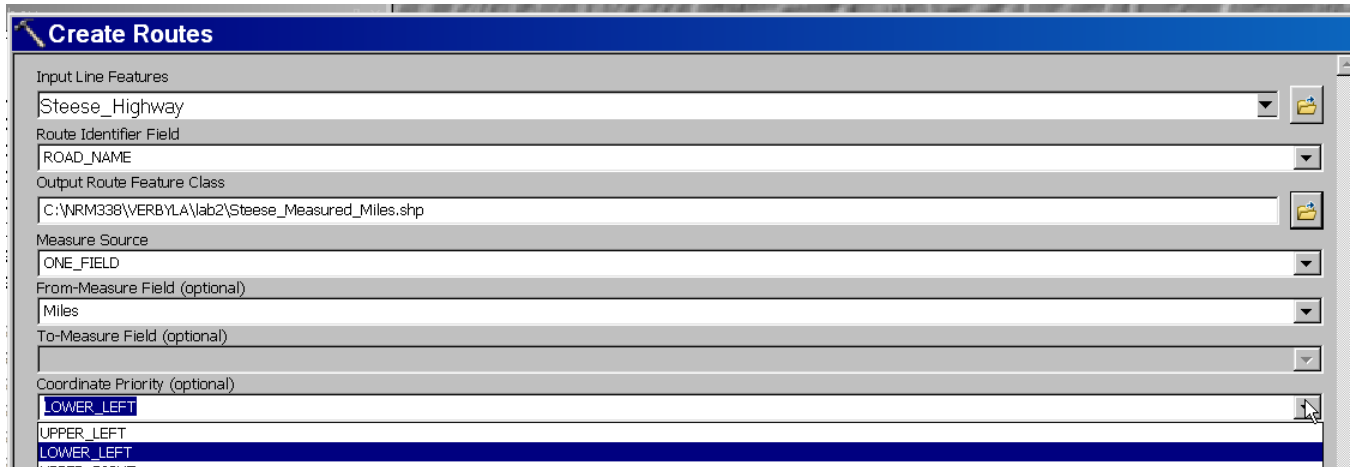 Create Routes
Input Line Features
Steese_Highway
Route Identifier Field
ROAD_NAME
Output Route Feature Class
C:\NRM338\VERBYLA\lab2\Steese_Measured_Miles.shp
Measure Source
ONE_FIELD
From-Measure Field (optional)
Miles
To-Measure Field (optional)
Coordinate Priority (optional)
LOWER_LEFT
UPPER_LEFT
LOWER_LEFT